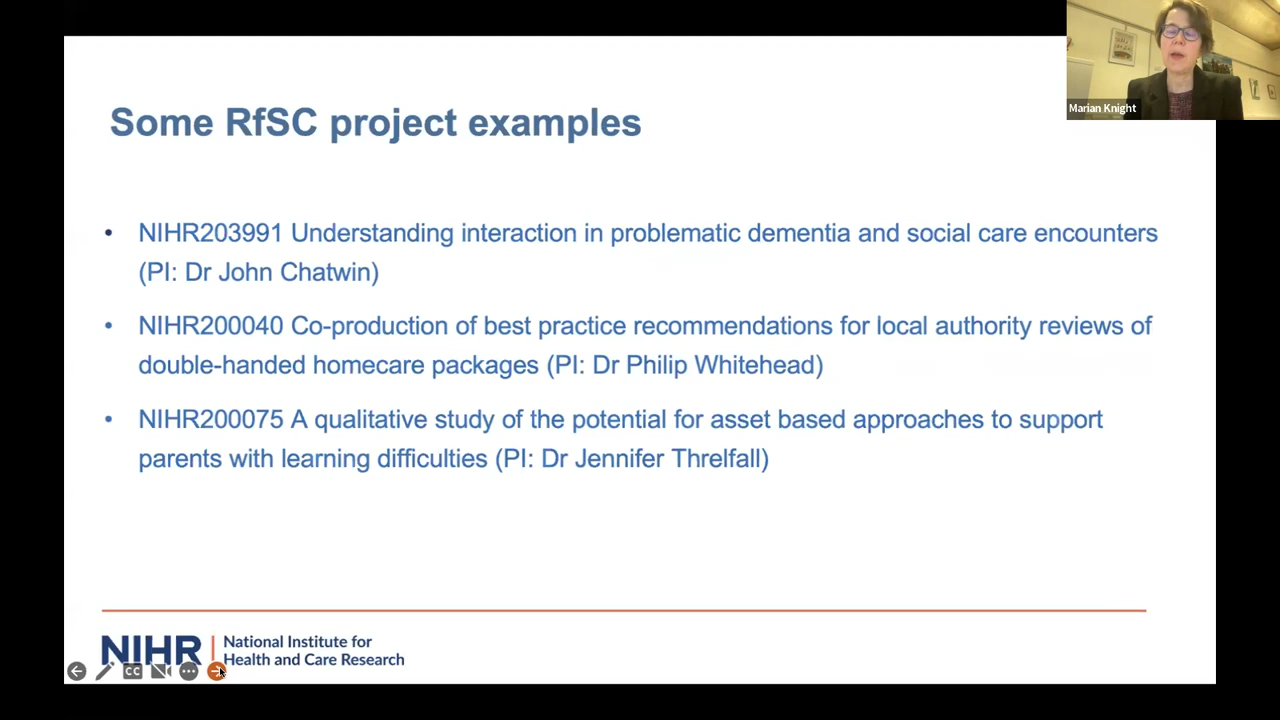 Marian Knight
Some RfSC project examples
• NIHR203991 Understanding interaction in problematic dementia and social care encounters
(PI: Dr John Chatwin)
• NIHR200040 Co-production of best practice recommendations for local authority reviews of
double-handed homecare packages (PI: Dr Philip Whitehead)
• NIHR200075 A qualitative study of the potential for asset based approaches to support
parents with learning difficulties (PI: Dr Jennifer Threlfall)
NIHR | National Institute for
Health and Care Research
CC